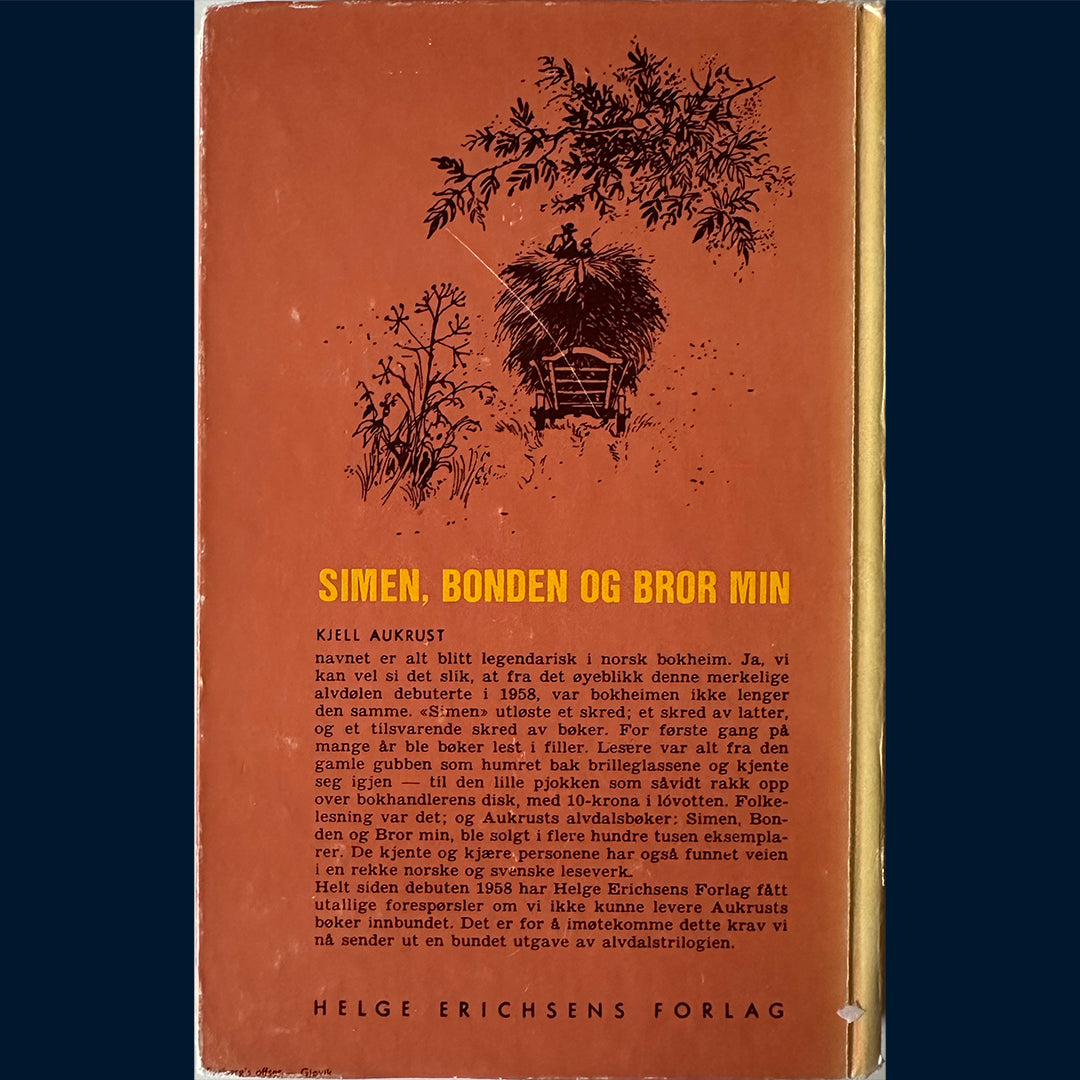 SIMEN, BONDEN OG BROR MIN
KJELL AUKRUST
navnet er alt blitt legendarisk i norsk bokheim. Ja, vi
kan vel si det slik, at fra det øyeblikk denne merkelige
alvdølen debuterte i 1958, var bokheimen ikke lenger
den samme. «Simen» utløste et skred; et skred av latter,
og et tilsvarende skred av bøker. For første gang på
mange år ble bøker lest i filler. Lesere var alt fra den
gamle gubben som humret bak brilleglassene og kjente
seg igjen — til den lille pjokken som såvidt rakk opp
over bokhandlerens disk, med 10-krona i lóvotten. Folke-
lesning var det; og Aukrusts alvdalsbøker: Simen, Bon-
den og Bror min, ble solgt i flere hundre tusen eksempla-
rer. De kjente og kjære personene har også funnet veien
i en rekke norske og svenske leseverk.
Helt siden debuten 1958 har Helge Erichsens Forlag fått
utallige forespørsler om vi ikke kunne levere Aukrusts
bøker innbundet. Det er for å imøtekomme dette krav vi
nå sender ut en bundet utgave av alvdalstrilogien.
HELGE ERICHSENS FORLAG
offset — Gjøvik